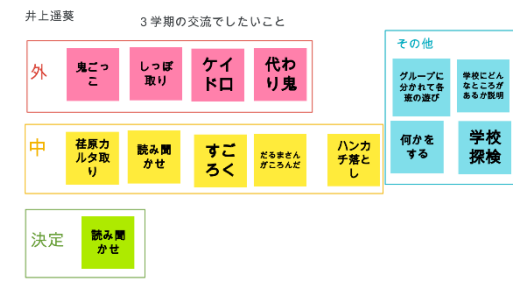 井上遥葵
3学期の交流でしたいこと
外
鬼ごっ
こ
しっぽ
取り
ケイ
ドロ
代わ
り鬼
中
荏原カ
ルタ取
り
読み聞
かせ
すご
ろく
だるまさん
がころんだ
ハンカ
チ落と
し
その他
グループに
分かれて各
班の遊び
学校にどん
なところが
あるか説明
何かを
する
学校
探検
決定
読み聞
かせ